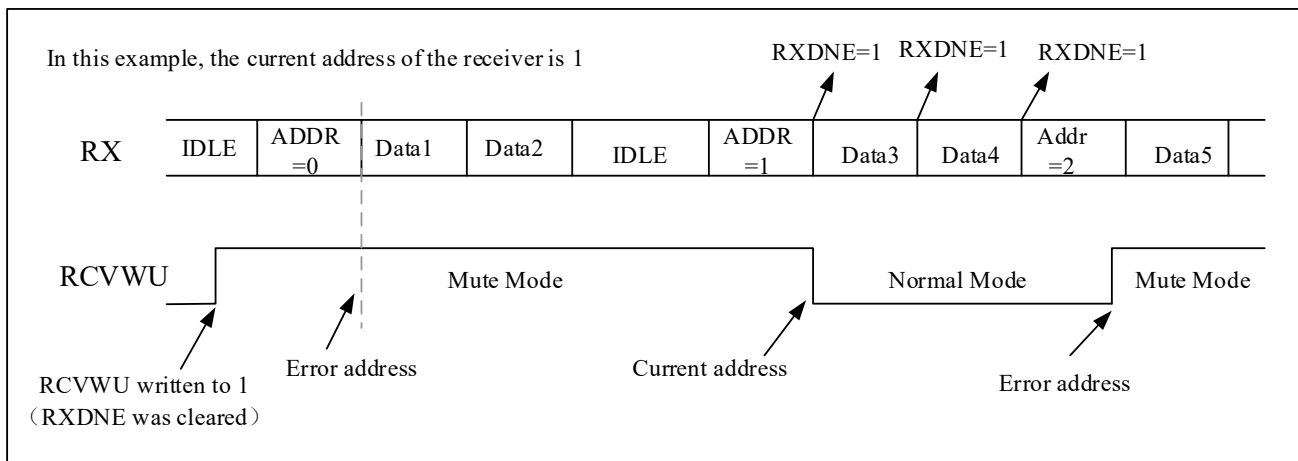 In this example, the current address of the receiver is 1
RXDNE=1
RXDNE=1
RXDNE=1
RX
IDLE
ADDR
=0
Data1
Data2
IDLE
ADDR
=1
Data3
Data4
Addr
=2
Data5
RCVWU
Mute Mode
Normal Mode
Mute Mode
Error address
Current address
Error address
RCVWU written to 1
（RXDNE was cleared）